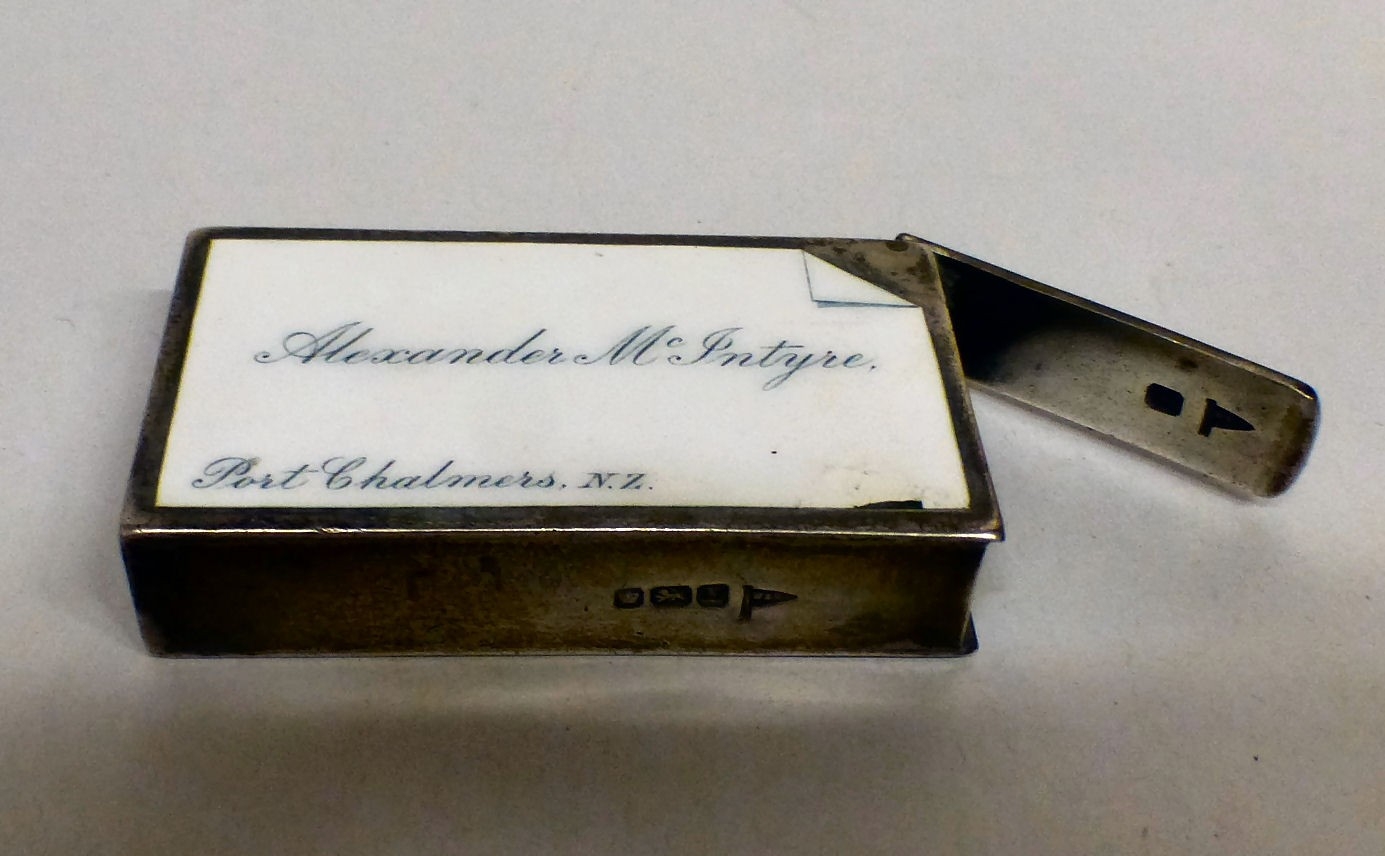 Alexander McIntyre,
Port Chalmers, N.Z.